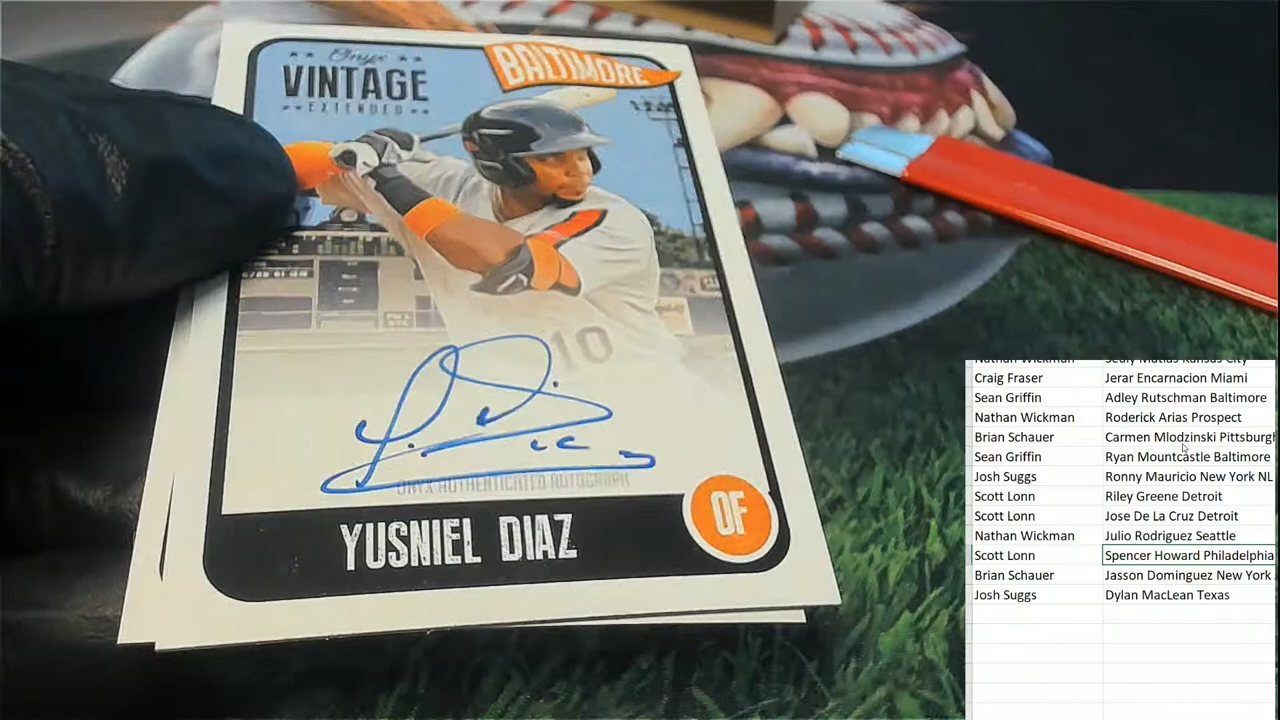 Onyx
VINTAGE
EXTENDED
BALTIMORE
10
ONYX AUTHENTICATED AUTOGRAPH
YUSNIEL DIAZ
OF
Nathan Wickman Seuly Matias Kansas City
Craig Fraser Jerar Encarnacion Miami
Sean Griffin Adley Rutschman Baltimore
Nathan Wickman Roderick Arias Prospect
Brian Schauer Carmen Mlodzinski Pittsburgh
Sean Griffin Ryan Mountcastle Baltimore
Josh Suggs Ronny Mauricio New York NL
Scott Lonn Riley Greene Detroit
Scott Lonn Jose De La Cruz Detroit
Nathan Wickman Julio Rodriguez Seattle
Scott Lonn Spencer Howard Philadelphia
Brian Schauer Jasson Dominguez New York
Josh Suggs Dylan MacLean Texas